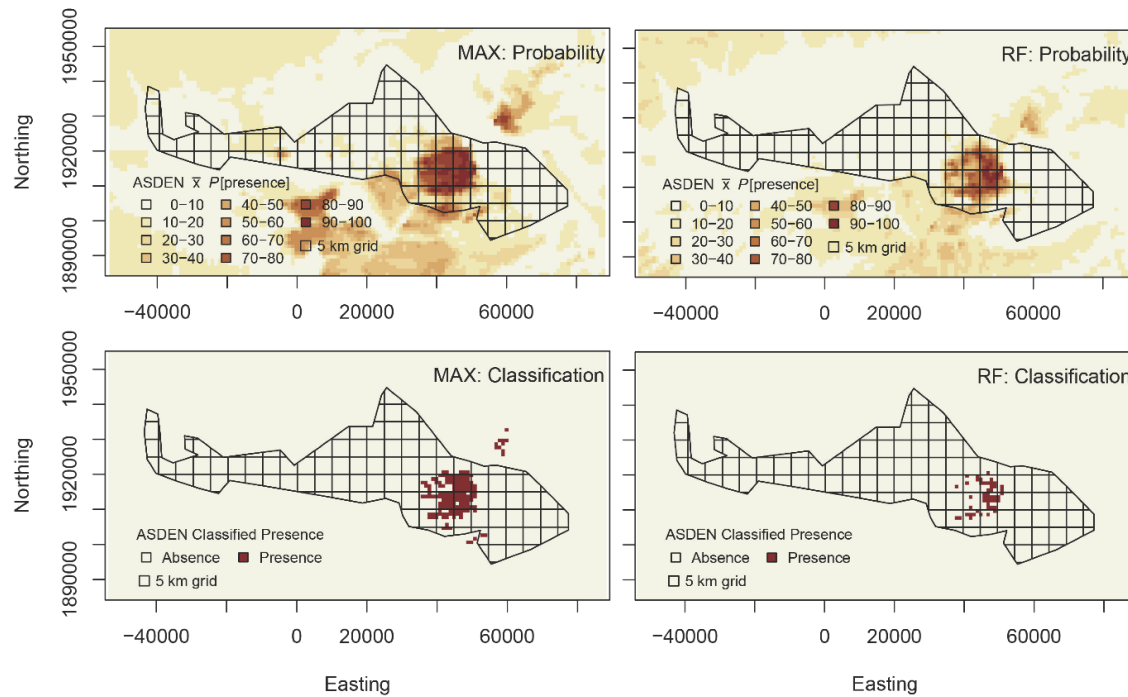 MAX: Probability
RF: Probability
Northing
1950000
1920000
1890000
ASDEN x̄ P[presence]
0−10 40−50 80−90
10−20 50−60 90−100
20−30 60−70 5 km grid
30−40 70−80
ASDEN x̄ P[presence]
0−10 40−50 80−90
10−20 50−60 90−100
20−30 60−70 5 km grid
30−40 70−80
−40000 0 20000 60000
−40000 0 20000 60000
MAX: Classification
RF: Classification
Northing
1950000
1920000
1890000
ASDEN Classified Presence
Absence Presence
5 km grid
ASDEN Classified Presence
Absence Presence
5 km grid
−40000 0 20000 60000
−40000 0 20000 60000
Easting
Easting